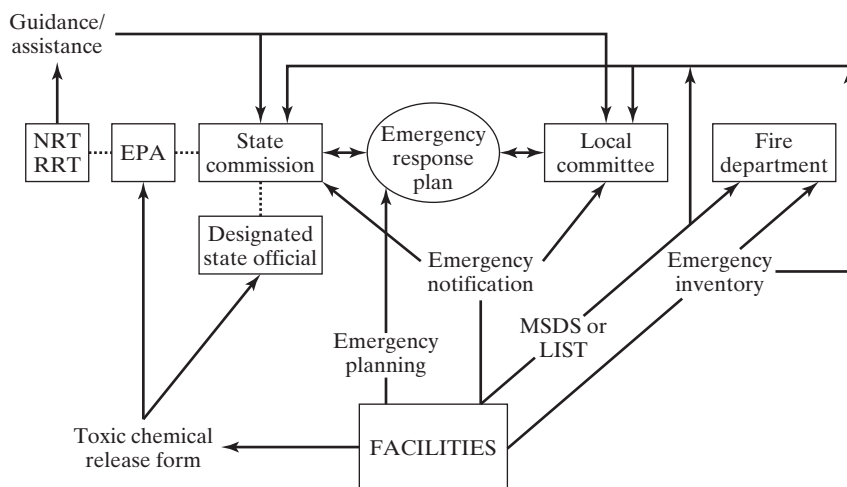 Guidance/
assistance
NRT
RRT
EPA
State
commission
Emergency
response
plan
Local
committee
Fire
department
Designated
state official
Emergency
notification
Emergency
inventory
MSDS or
LIST
Emergency
planning
Toxic chemical
release form
FACILITIES